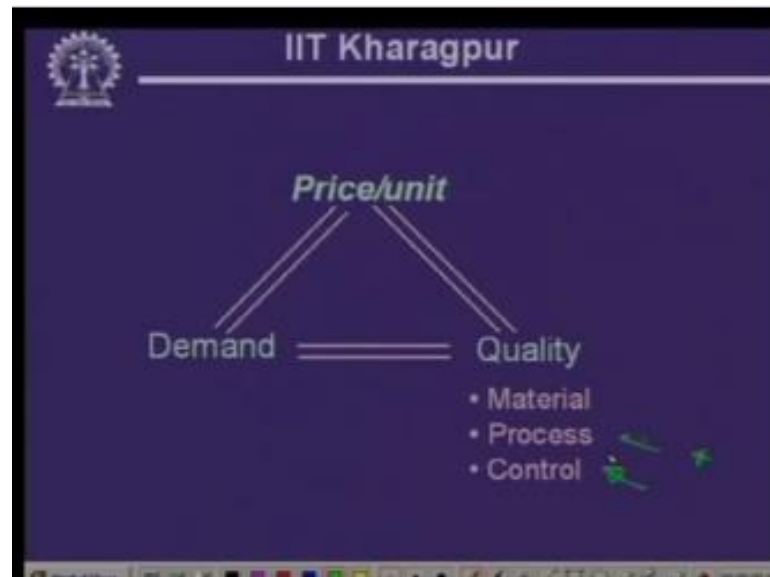 IIT Kharagpur
Price/unit
Demand
Quality
• Material
• Process
• Control